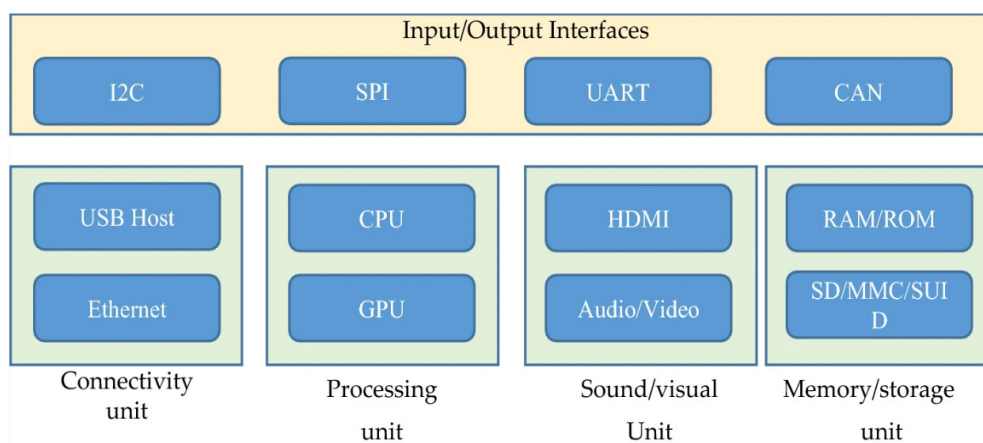 Input/Output Interfaces
I2C
SPI
UART
CAN
USB Host
CPU
HDMI
RAM/ROM
Ethernet
GPU
Audio/Video
SD/MMC/SUI
D
Connectivity
unit
Processing
unit
Sound/visual
Unit
Memory/storage
unit